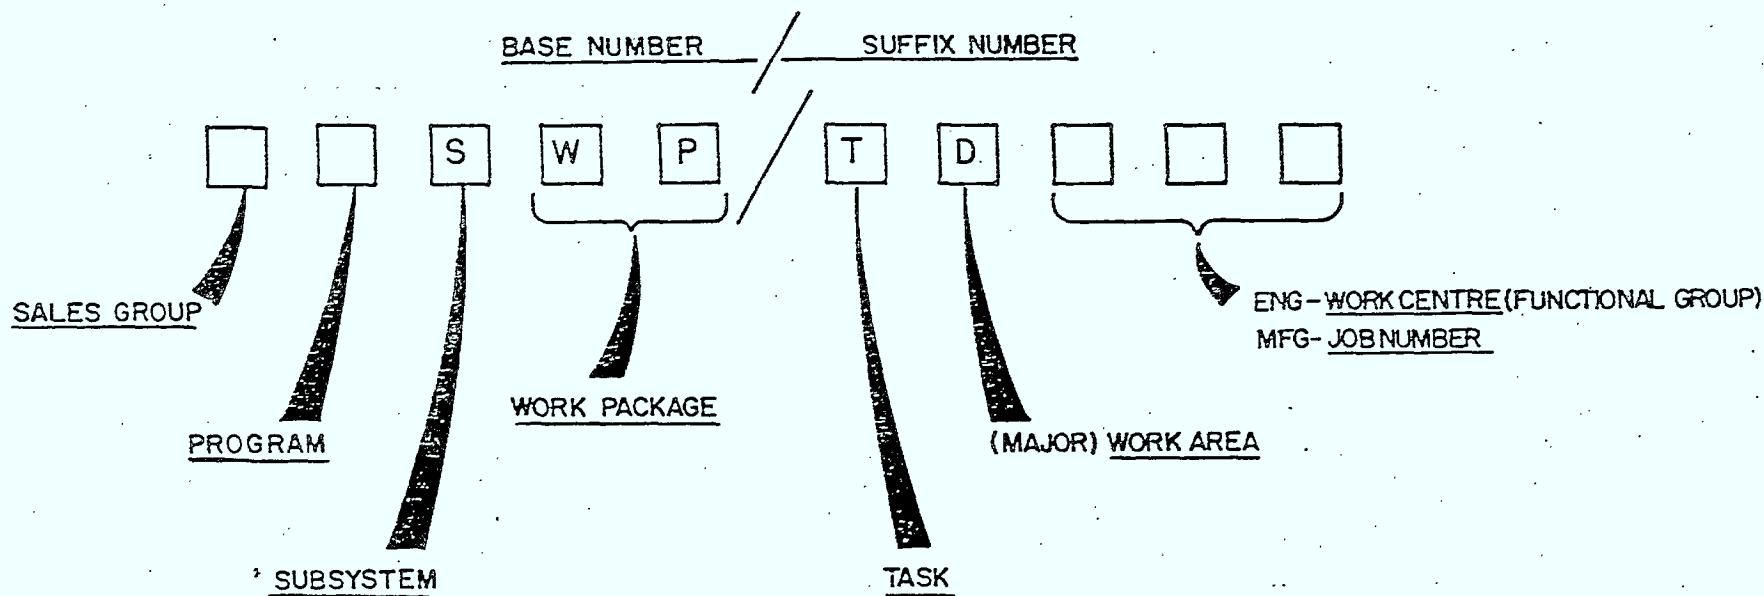 BASE NUMBER / SUFFIX NUMBER
S W P / T D
SALES GROUP
ENG-WORK CENTRE (FUNCTIONAL GROUP)
MFG-JOB NUMBER
WORK PACKAGE
PROGRAM
(MAJOR) WORK AREA
SUBSYSTEM
TASK